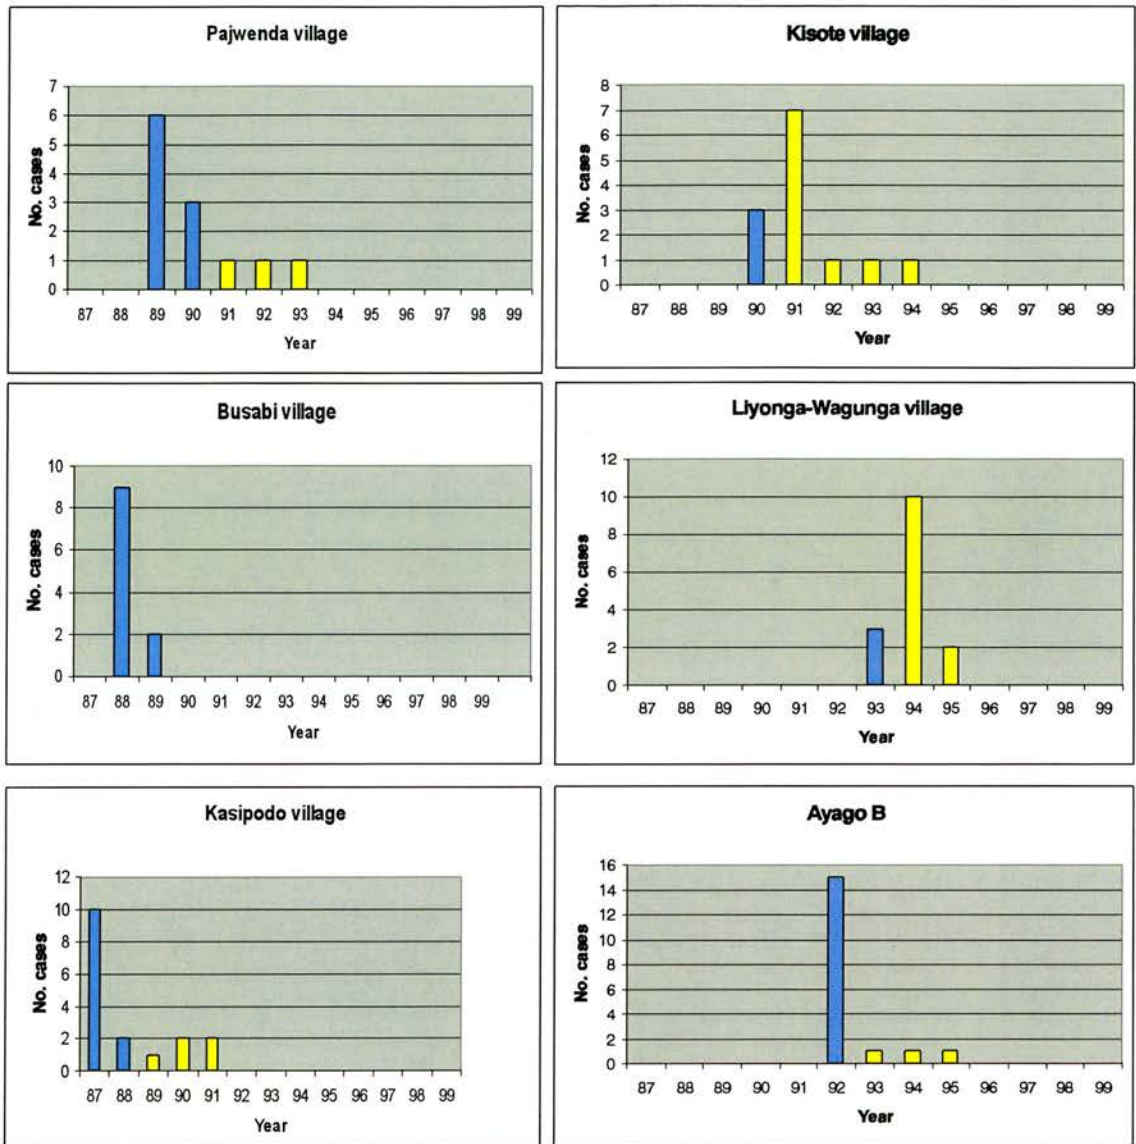 Pajwenda village
No. cases
7
6
5
4
3
2
1
0
87 88 89 90 91 92 93 94 95 96 97 98 99
Year
Kisote village
No. cases
8
7
6
5
4
3
2
1
0
87 88 89 90 91 92 93 94 95 96 97 98 99
Year
Busabi village
No. cases
10
8
6
4
2
0
87 88 89 90 91 92 93 94 95 96 97 98 99
Year
Liyonga-Wagunga village
No. cases
12
10
8
6
4
2
0
87 88 89 90 91 92 93 94 95 96 97 98 99
Year
Kasipodo village
No. cases
12
10
8
6
4
2
0
87 88 89 90 91 92 93 94 95 96 97 98 99
Year
Ayago B
No. cases
16
14
12
10
8
6
4
2
0
87 88 89 90 91 92 93 94 95 96 97 98 99
Year